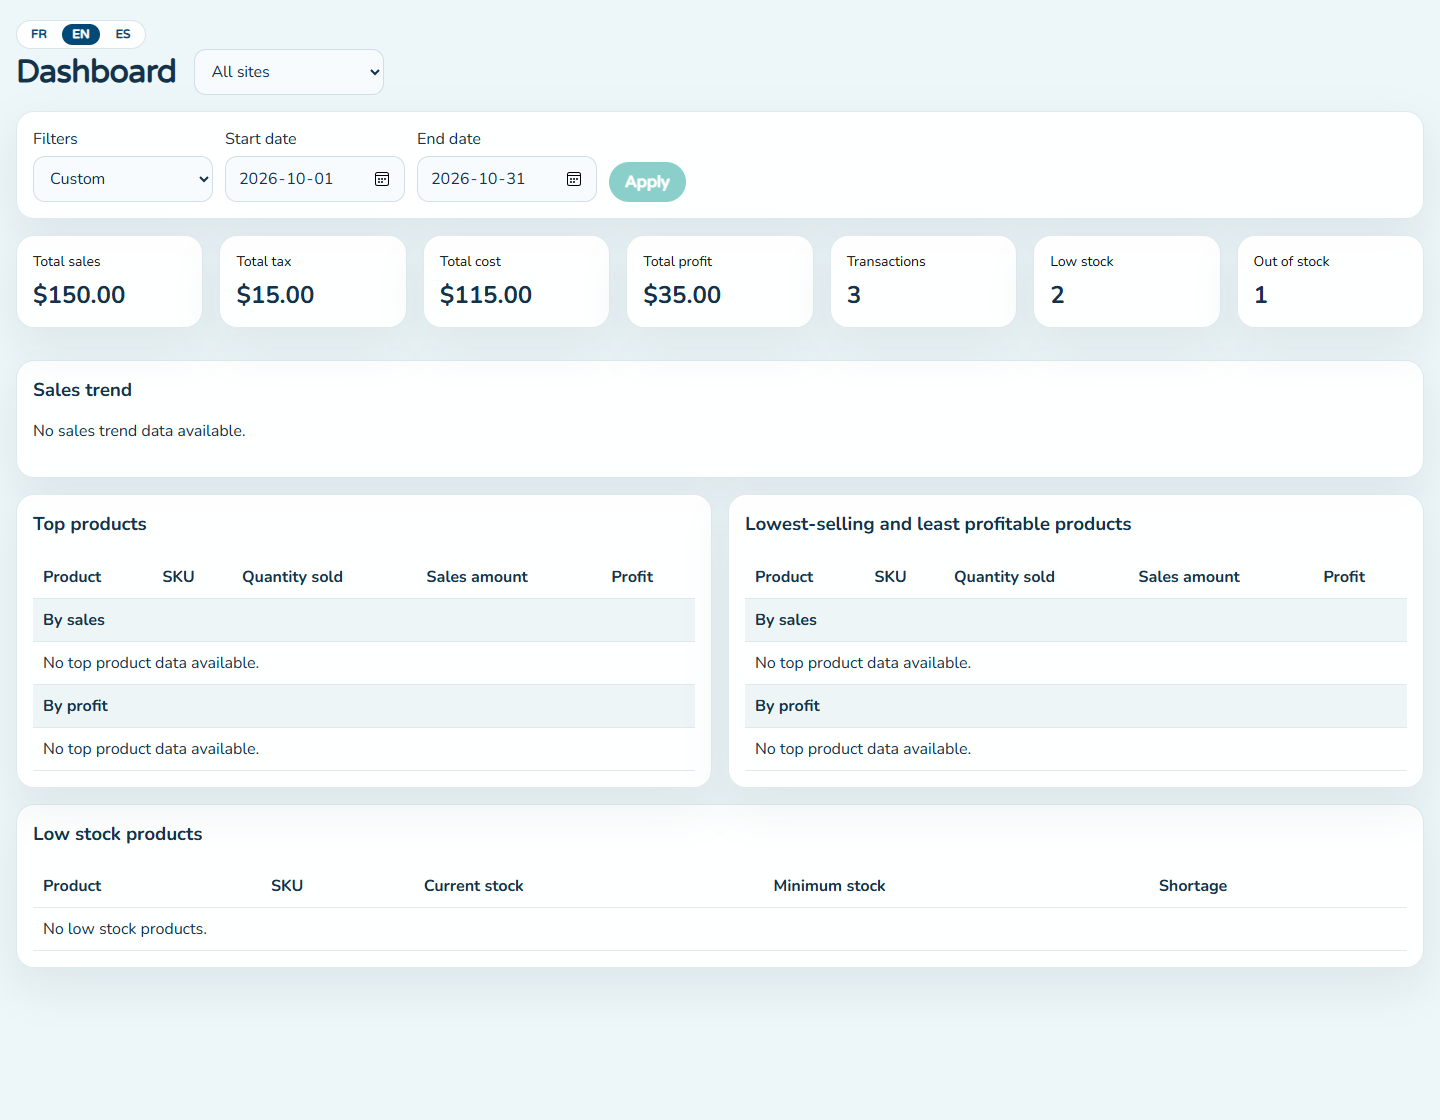 FR EN ES
Dashboard All sites
Filters Start date End date
Custom 2026-10-01 2026-10-31 Apply
Total sales Total tax Total cost Total profit Transactions Low stock Out of stock
$150.00 $15.00 $115.00 $35.00 3 2 1
Sales trend
No sales trend data available.
Top products
Product SKU Quantity sold Sales amount Profit
By sales
No top product data available.
By profit
No top product data available.
Lowest-selling and least profitable products
Product SKU Quantity sold Sales amount Profit
By sales
No top product data available.
By profit
No top product data available.
Low stock products
Product SKU Current stock Minimum stock Shortage
No low stock products.